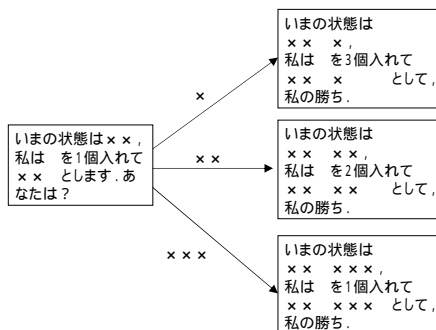 いまの状態は××,
私は　を1個入れて
××　とします.あ
なたは？
×
××
×××
いまの状態は
××　×,
私は　を3個入れて
××　×　　　として,
私の勝ち.
いまの状態は
××　××,
私は　を2個入れて
××　××　　として,
私の勝ち.
いまの状態は
××　×××,
私は　を1個入れて
××　×××　として,
私の勝ち.